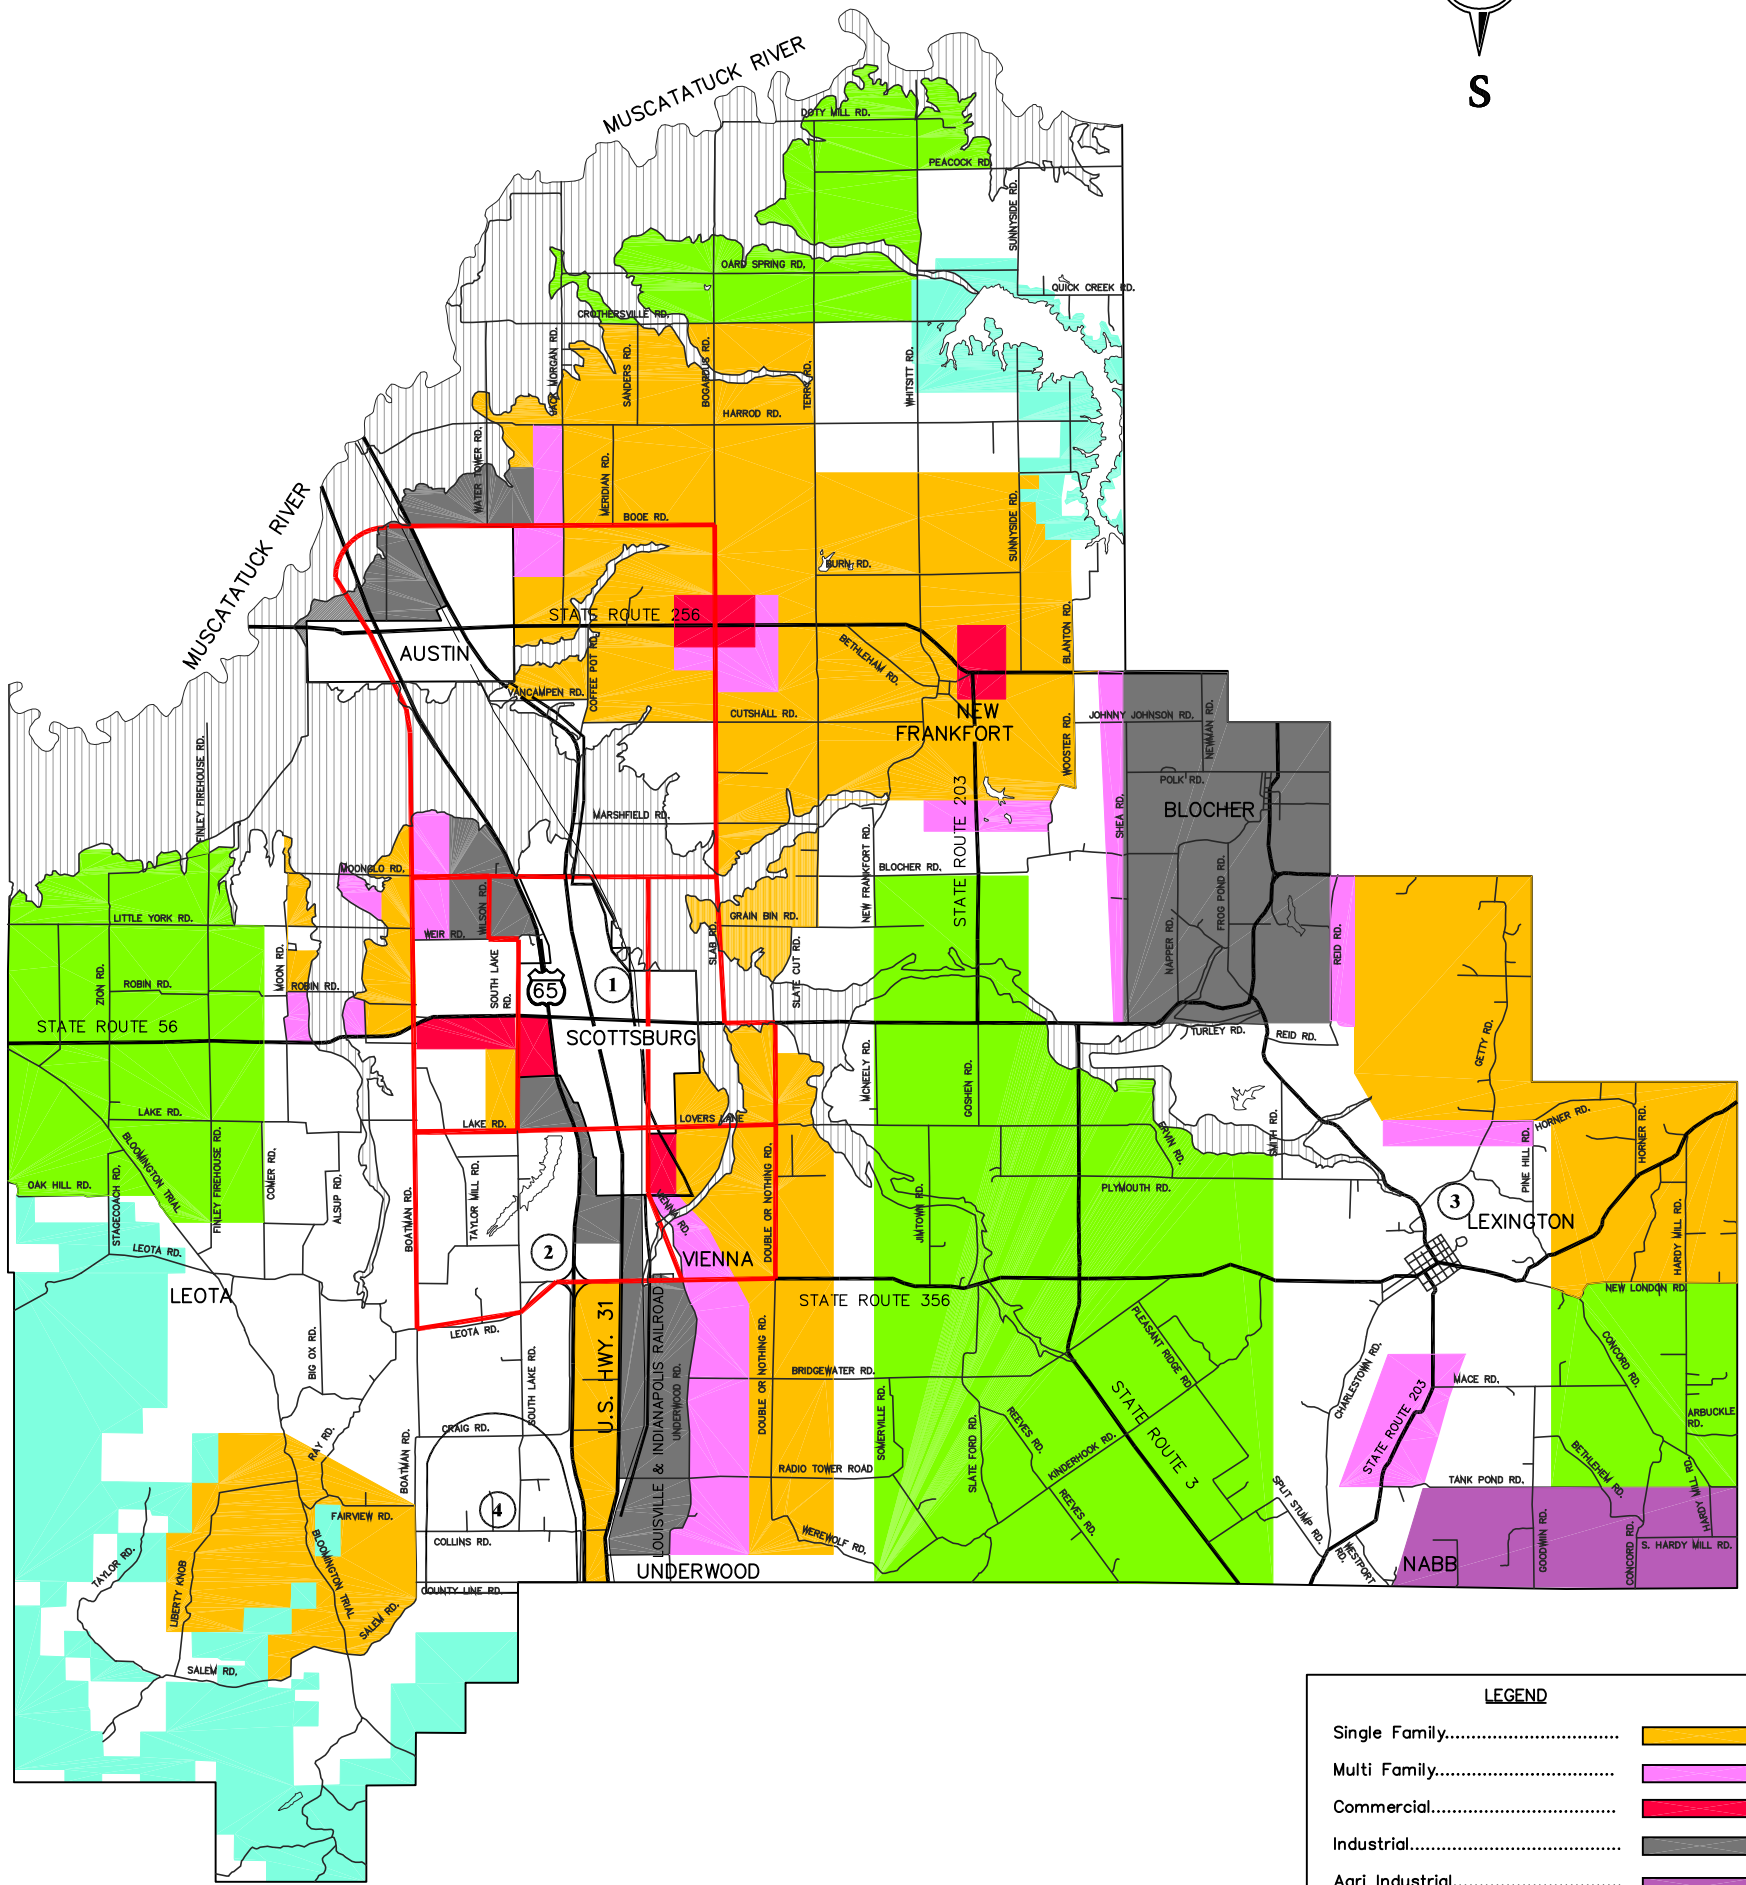 S
MUSCATATUCK RIVER
DOTY MILL RD.
PEACOCK RD.
SUNNYSIDE RD.
OARD SPRING RD.
QUICK CREEK RD.
CROTHERSVILLE RD.
JACK MORGAN RD.
SANDERS RD.
BOGARDUS RD.
TERRY RD.
WHITSITT RD.
HARROD RD.
WATER TOWER RD.
MERIDIAN RD.
BOOE RD.
SUNNYSIDE RD.
MUSCATATUCK RIVER
BURN RD.
STATE ROUTE 256
AUSTIN
COFFEE POT RD.
BETHLEHAM RD.
BLANTON RD.
VANCAMPEN RD.
CUTSHALL RD.
NEW
FRANKFORT
WOOSTER RD.
JOHNNY JOHNSON RD.
NEWMAN RD.
FINLEY FIREHOUSE RD.
POLK RD.
BLOCHER
MARSHFIELD RD.
STATE ROUTE 203
SHEA RD.
NEW FRANKFORT RD.
BLOCHER RD.
MOONGLO RD.
WILSON RD.
FROG POND RD.
LITTLE YORK RD.
WEIR RD.
GRAIN BIN RD.
SLAB RD.
SLATE CUT RD.
NAPPER RD.
REID RD.
ZION RD.
ROBIN RD.
MOON RD.
ROBIN RD.
SOUTH LAKE
RD.
65
1
STATE ROUTE 56
SCOTTSBURG
TURLEY RD.
REID RD.
GETTY RD.
MCNEELY RD.
GOSHEN RD.
LAKE RD.
LAKE RD.
LOVERS LANE
SMITH RD.
HORNER RD.
HORNER RD.
BLOOMINGTON TRIAL
FINLEY FIREHOUSE RD.
COMER RD.
ERVIN RD.
PINE HILL RD.
OAK HILL RD.
STAGECOACH RD.
ALSUP RD.
BOATMAN RD.
TAYLOR MILL RD.
VIENNA RD.
DOUBLE OR NOTHING RD.
JIMTOWN RD.
PLYMOUTH RD.
3
LEXINGTON
HARDY MILL RD.
LEOTA RD.
2
VIENNA
LEOTA
STATE ROUTE 356
NEW LONDON RD.
LEOTA RD.
BIG OX RD.
SOUTH LAKE RD.
U.S. HWY. 31
LOUISVILLE & INDIANAPOLIS RAILROAD
UNDERWOOD RD.
DOUBLE OR NOTHING RD.
BRIDGEWATER RD.
PLEASANT RIDGE RD.
CHARLESTOWN RD.
MACE RD.
CONCORD RD.
ARBUCKLE
RD.
STATE ROUTE 203
STATE ROUTE 3
SOMERVILLE RD.
SLATE FORD RD.
REEVES RD.
KINDERHOOK RD.
CRAIG RD.
RAY RD.
BOATMAN RD.
RADIO TOWER ROAD
TANK POND RD.
BETHLEHEM RD.
HARDY MILL RD.
4
FAIRVIEW RD.
COLLINS RD.
REEVES RD.
SPLIT STUMP RD.
WEREWOLF RD.
WESTPORT
RD.
GOODWIN RD.
CONCORD RD.
S. HARDY MILL RD.
TAYLOR RD.
LIBERTY KNOB
BLOOMINGTON TRIAL
UNDERWOOD
NABB
COUNTY LINE RD.
SALEM RD.
SALEM RD.
LEGEND
Single Family
Multi Family
Commercial
Industrial
Agri Industrial